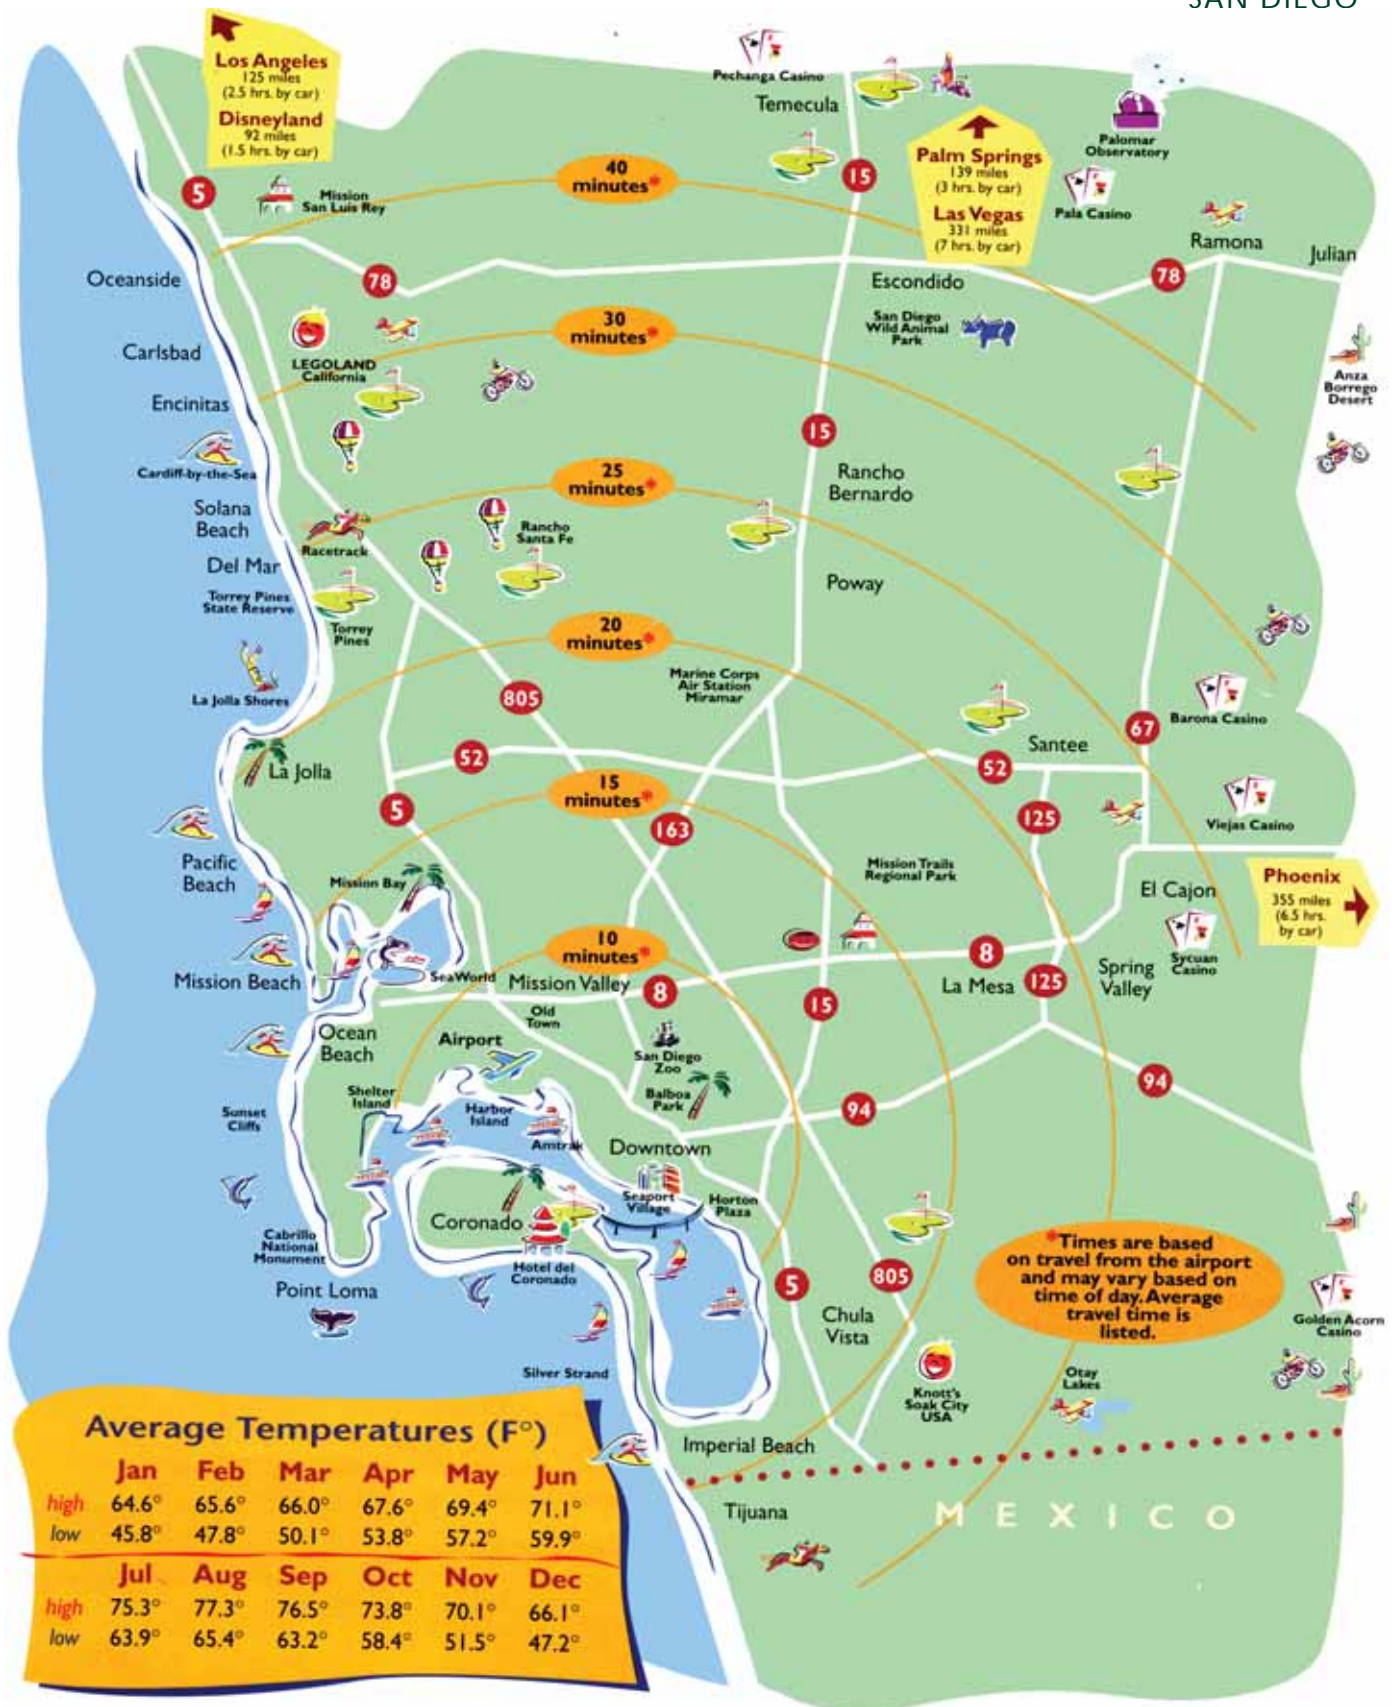 SAN DIEGO
Los Angeles
125 miles
(2.5 hrs. by car)
Disneyland
92 miles
(1.5 hrs. by car)
Pechanga Casino
Temecula
Palomar
Observatory
Palm Springs
139 miles
(3 hrs. by car)
Las Vegas
331 miles
(7 hrs. by car)
Pala Casino
40
minutes*
15
5
Mission
San Luis Rey
Ramona
Julian
Oceanside
78
Escondido
78
30
minutes*
San Diego
Wild Animal
Park
Carlsbad
LEGOLAND
California
Anza
Borrego
Desert
Encinitas
15
Cardiff-by-the-Sea
25
minutes*
Rancho
Bernardo
Solana
Beach
Racetrack
Rancho
Santa Fe
Del Mar
Poway
Torrey Pines
State Reserve
Torrey
Pines
20
minutes*
La Jolla Shores
805
Marine Corps
Air Station
Miramar
Barona Casino
67
Santee
52
52
La Jolla
15
minutes*
5
163
125
Viejas Casino
Pacific
Beach
Mission Bay
Mission Trails
Regional Park
El Cajon
Phoenix
355 miles
(6.5 hrs.
by car)
10
minutes*
8
Sycuan
Casino
Mission Beach
SeaWorld
Mission Valley
8
La Mesa
125
Spring
Valley
15
Old
Town
Ocean
Beach
Airport
San Diego
Zoo
94
Shelter
Island
Balboa
Park
94
Sunset
Cliffs
Harbor
Island
Amtrak
Downtown
Seaport
Village
Horton
Plaza
Coronado
Cabrillo
National
Monument
Hotel del
Coronado
Point Loma
5
805
*Times are based
on travel from the airport
and may vary based on
time of day. Average
travel time is
listed.
Chula
Vista
Golden Acorn
Casino
Silver Strand
Knott's
Soak City
USA
Otay
Lakes
Imperial Beach
Tijuana
MEXICO
Average Temperatures (F°)
Jan Feb Mar Apr May Jun
high 64.6° 65.6° 66.0° 67.6° 69.4° 71.1°
low 45.8° 47.8° 50.1° 53.8° 57.2° 59.9°
Jul Aug Sep Oct Nov Dec
high 75.3° 77.3° 76.5° 73.8° 70.1° 66.1°
low 63.9° 65.4° 63.2° 58.4° 51.5° 47.2°